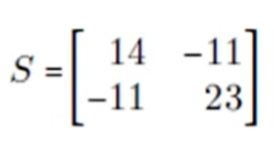 S = [ 14 -11
-11 23 ]